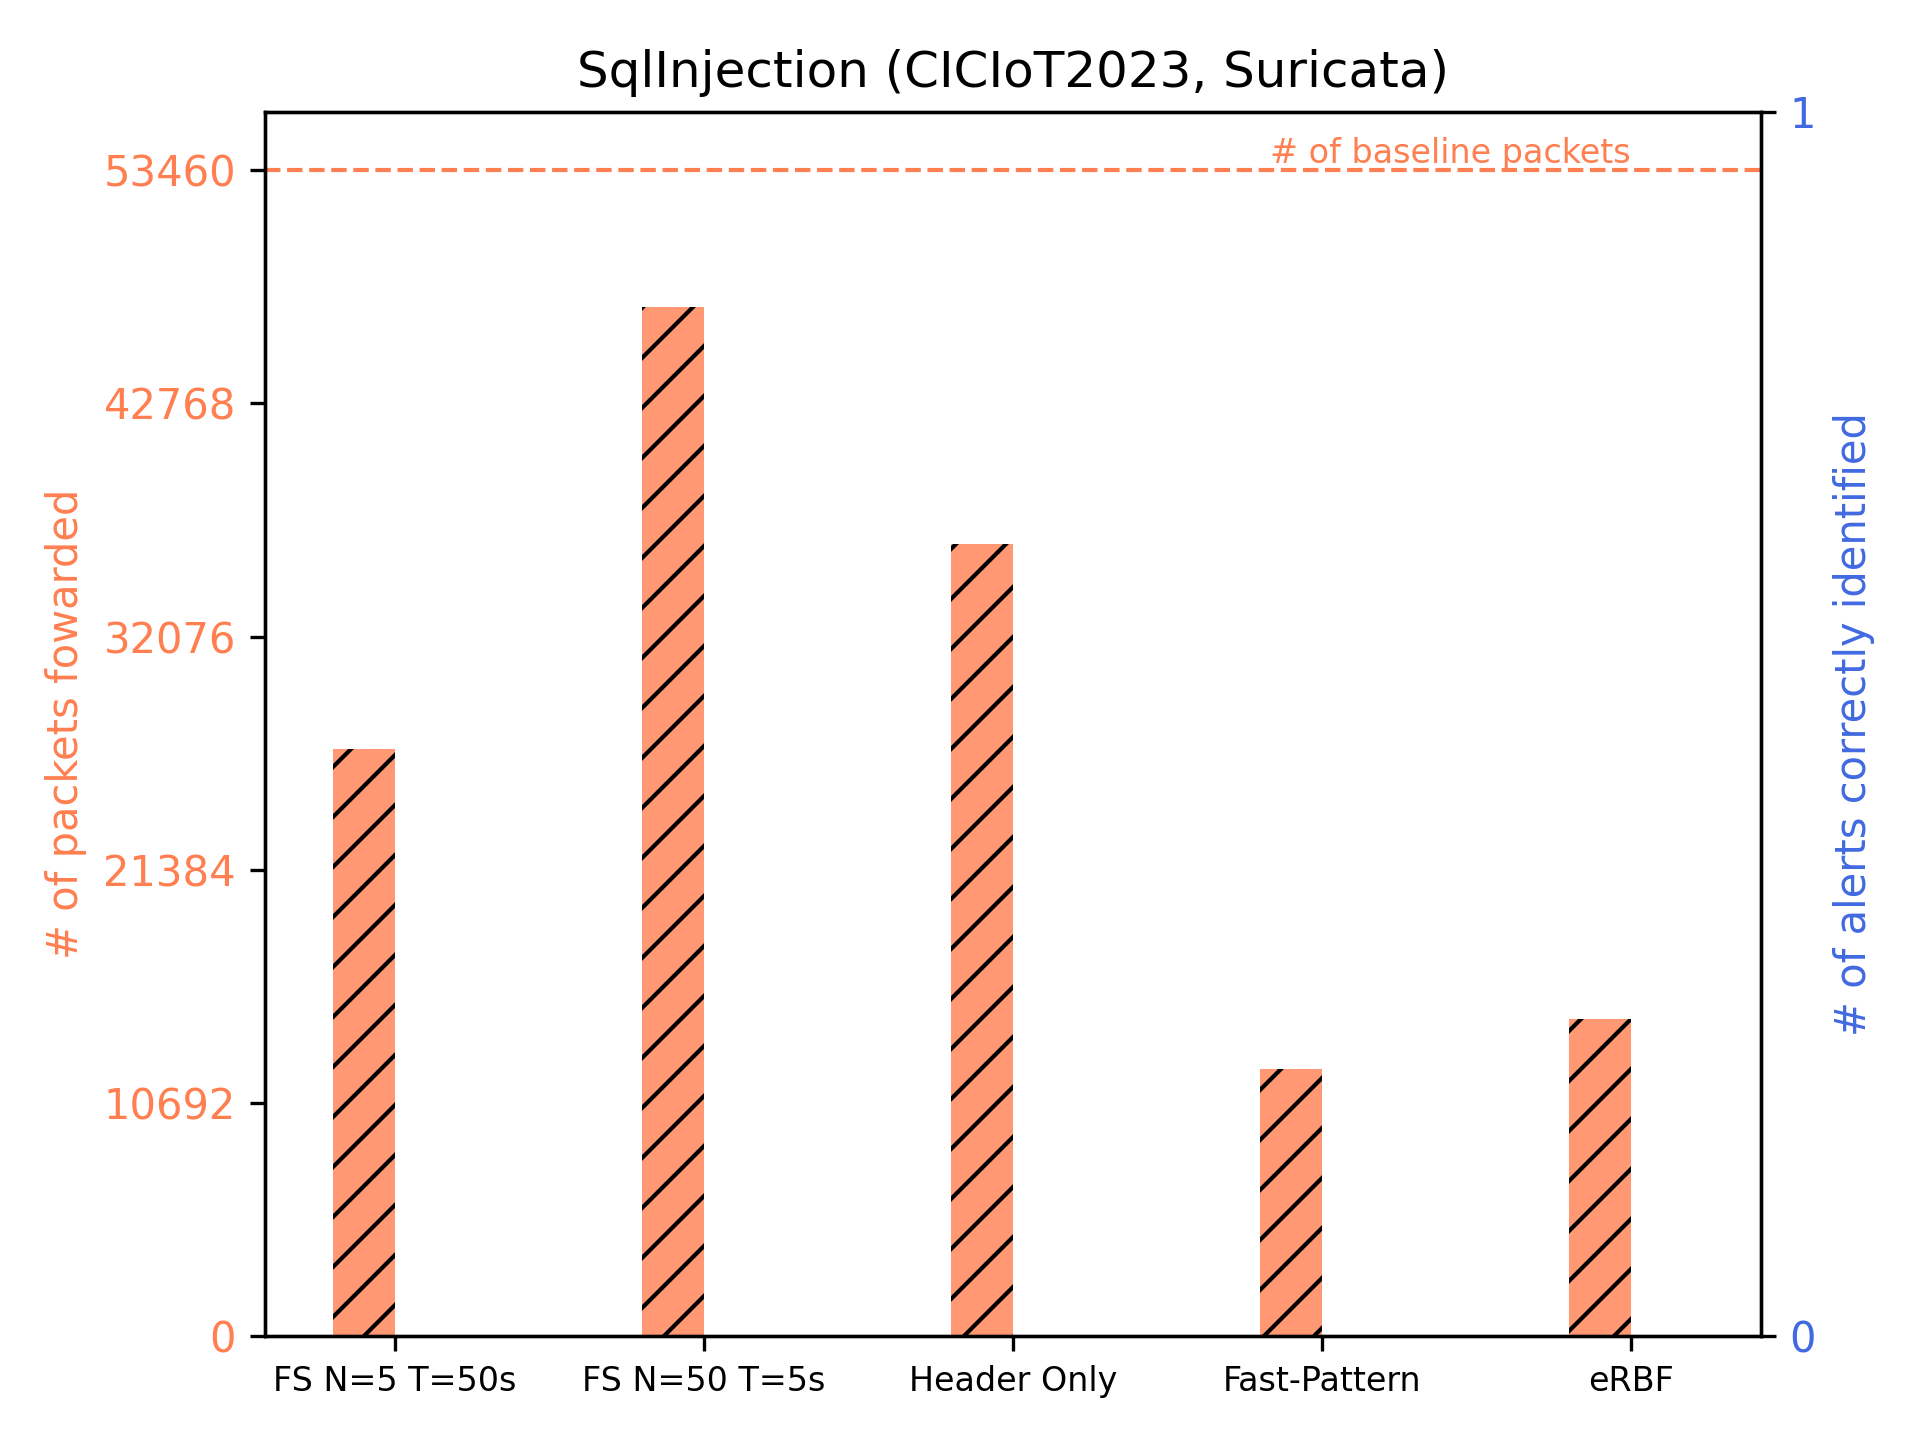 SqlInjection (CICIoT2023, Suricata)
# of baseline packets
53460
42768
32076
21384
10692
0
# of packets fowarded
1
0
# of alerts correctly identified
FS N=5 T=50s
FS N=50 T=5s
Header Only
Fast-Pattern
eRBF